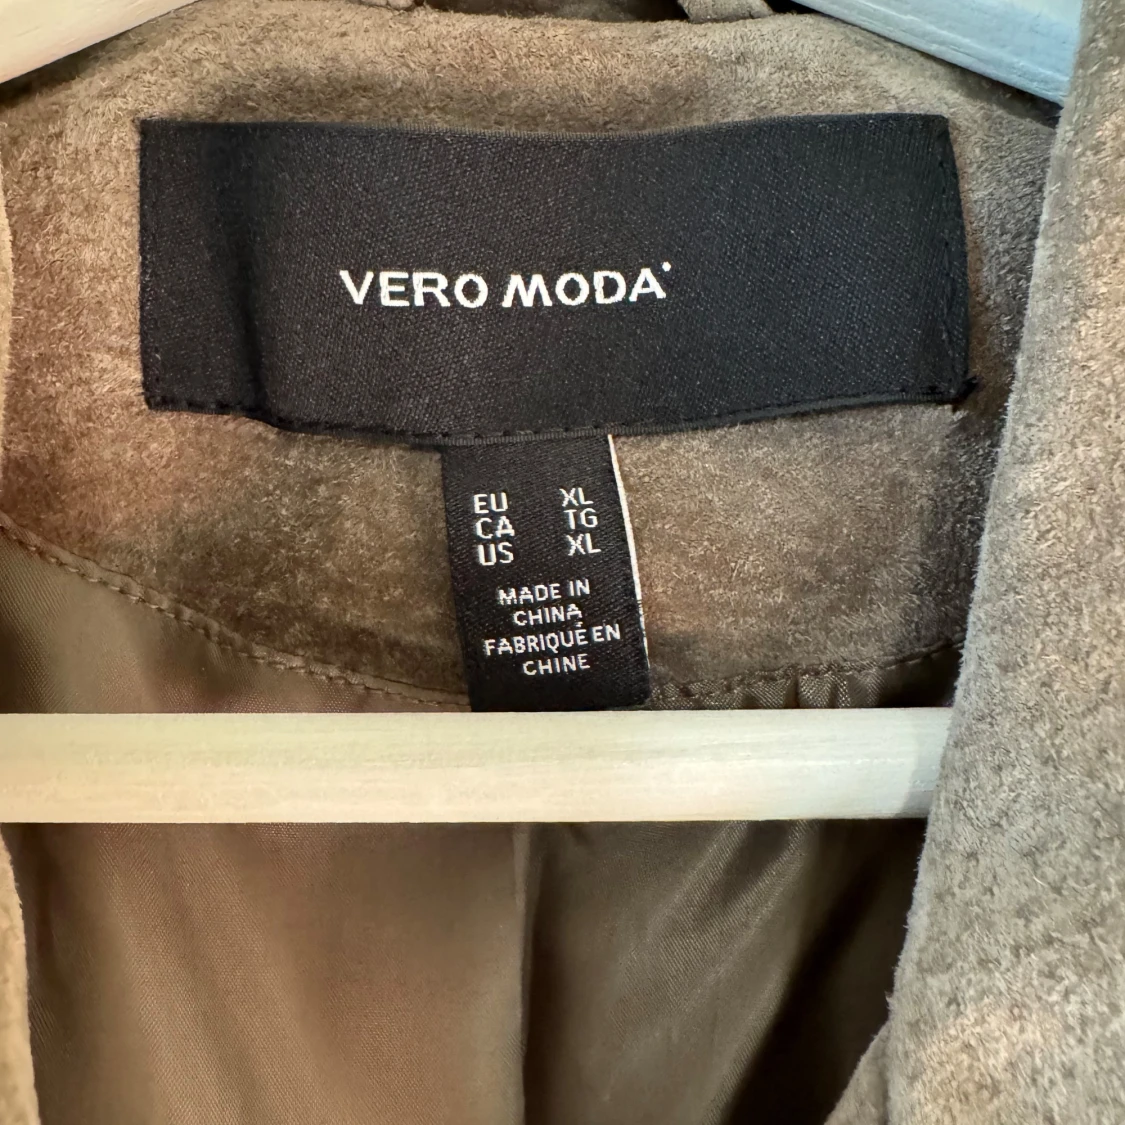 VERO MODA
EU XL
CA TG
US XL
MADE IN
CHINA
FABRIQUÉ EN
CHINE